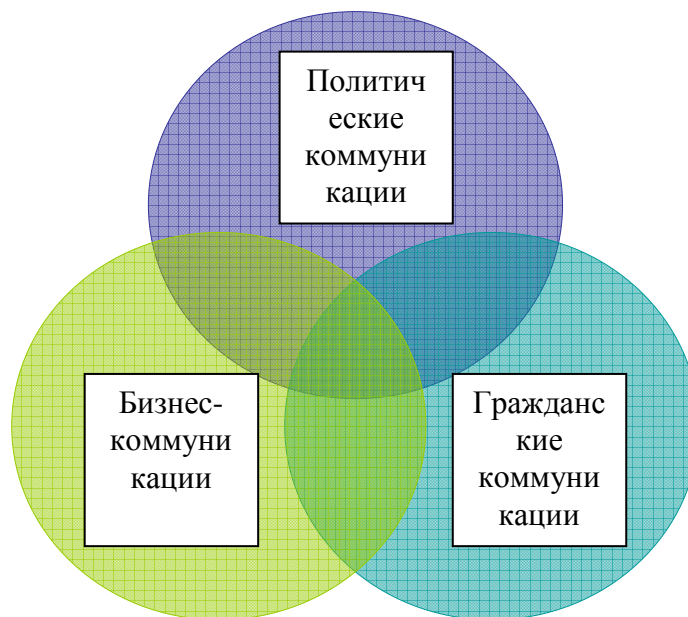 Политич
еские
коммуни
кации
Бизнес-
коммуни
кации
Гражданс
кие
коммуни
кации